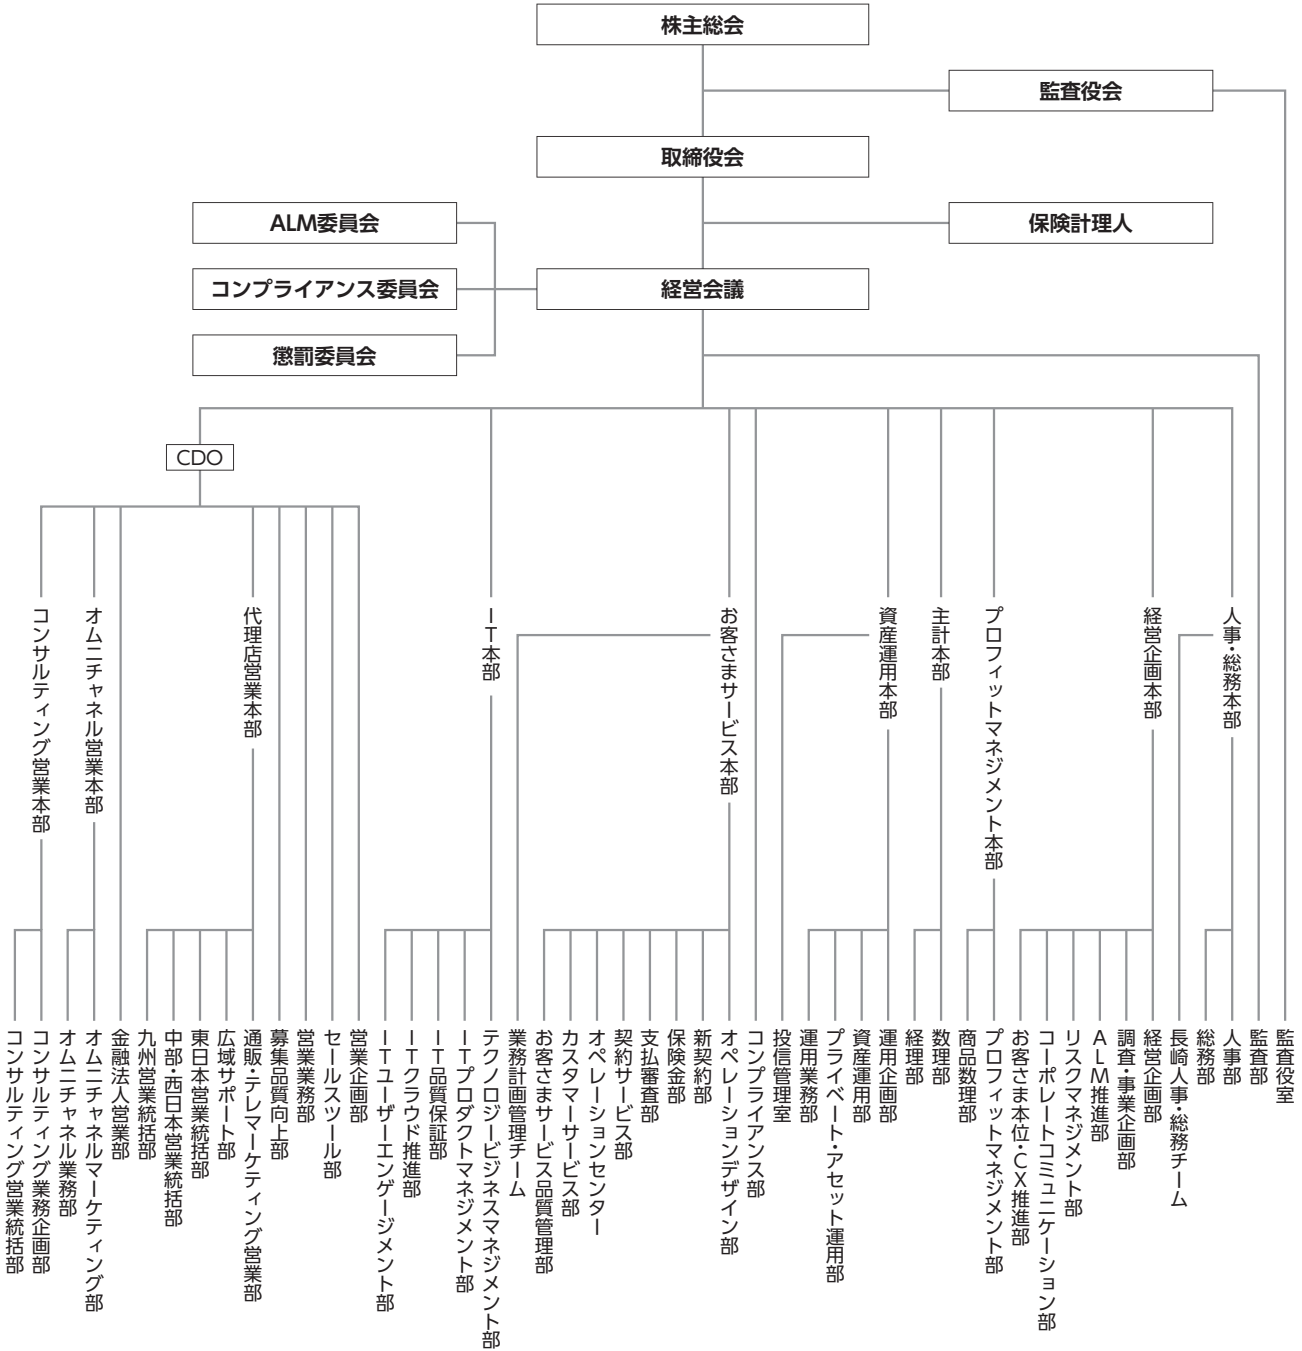 株主総会
監査役会
取締役会
ALM委員会
保険計理人
コンプライアンス委員会
経営会議
懲罰委員会
CDO
人事・総務本部
経営企画本部
プロフィットマネジメント本部
主計本部
資産運用本部
お客さまサービス本部
IT本部
代理店営業本部
オムニチャネル営業本部
コンサルティング営業本部
監査役室
監査部
人事部
総務部
長崎人事・総務チーム
経営企画部
調査・事業企画部
ALM推進部
リスクマネジメント部
コーポレートコミュニケーション部
お客さま本位・CX推進部
プロフィットマネジメント部
商品数理部
数理部
経理部
運用企画部
資産運用部
プライベート・アセット運用部
運用業務部
投信管理室
コンプライアンス部
オペレーションデザイン部
新契約部
保険金部
支払審査部
契約サービス部
オペレーションセンター
カスタマーサービス部
お客さまサービス品質管理部
業務計画管理チーム
テクノロジービジネスマネジメント部
ITプロダクトマネジメント部
IT品質保証部
ITクラウド推進部
ITユーザーエンゲージメント部
営業企画部
セールスツール部
営業業務部
募集品質向上部
通販・テレマーケティング営業部
広域サポート部
東日本営業統括部
中部・西日本営業統括部
九州営業統括部
金融法人営業部
オムニチャネルマーケティング部
オムニチャネル業務部
コンサルティング業務企画部
コンサルティング営業統括部